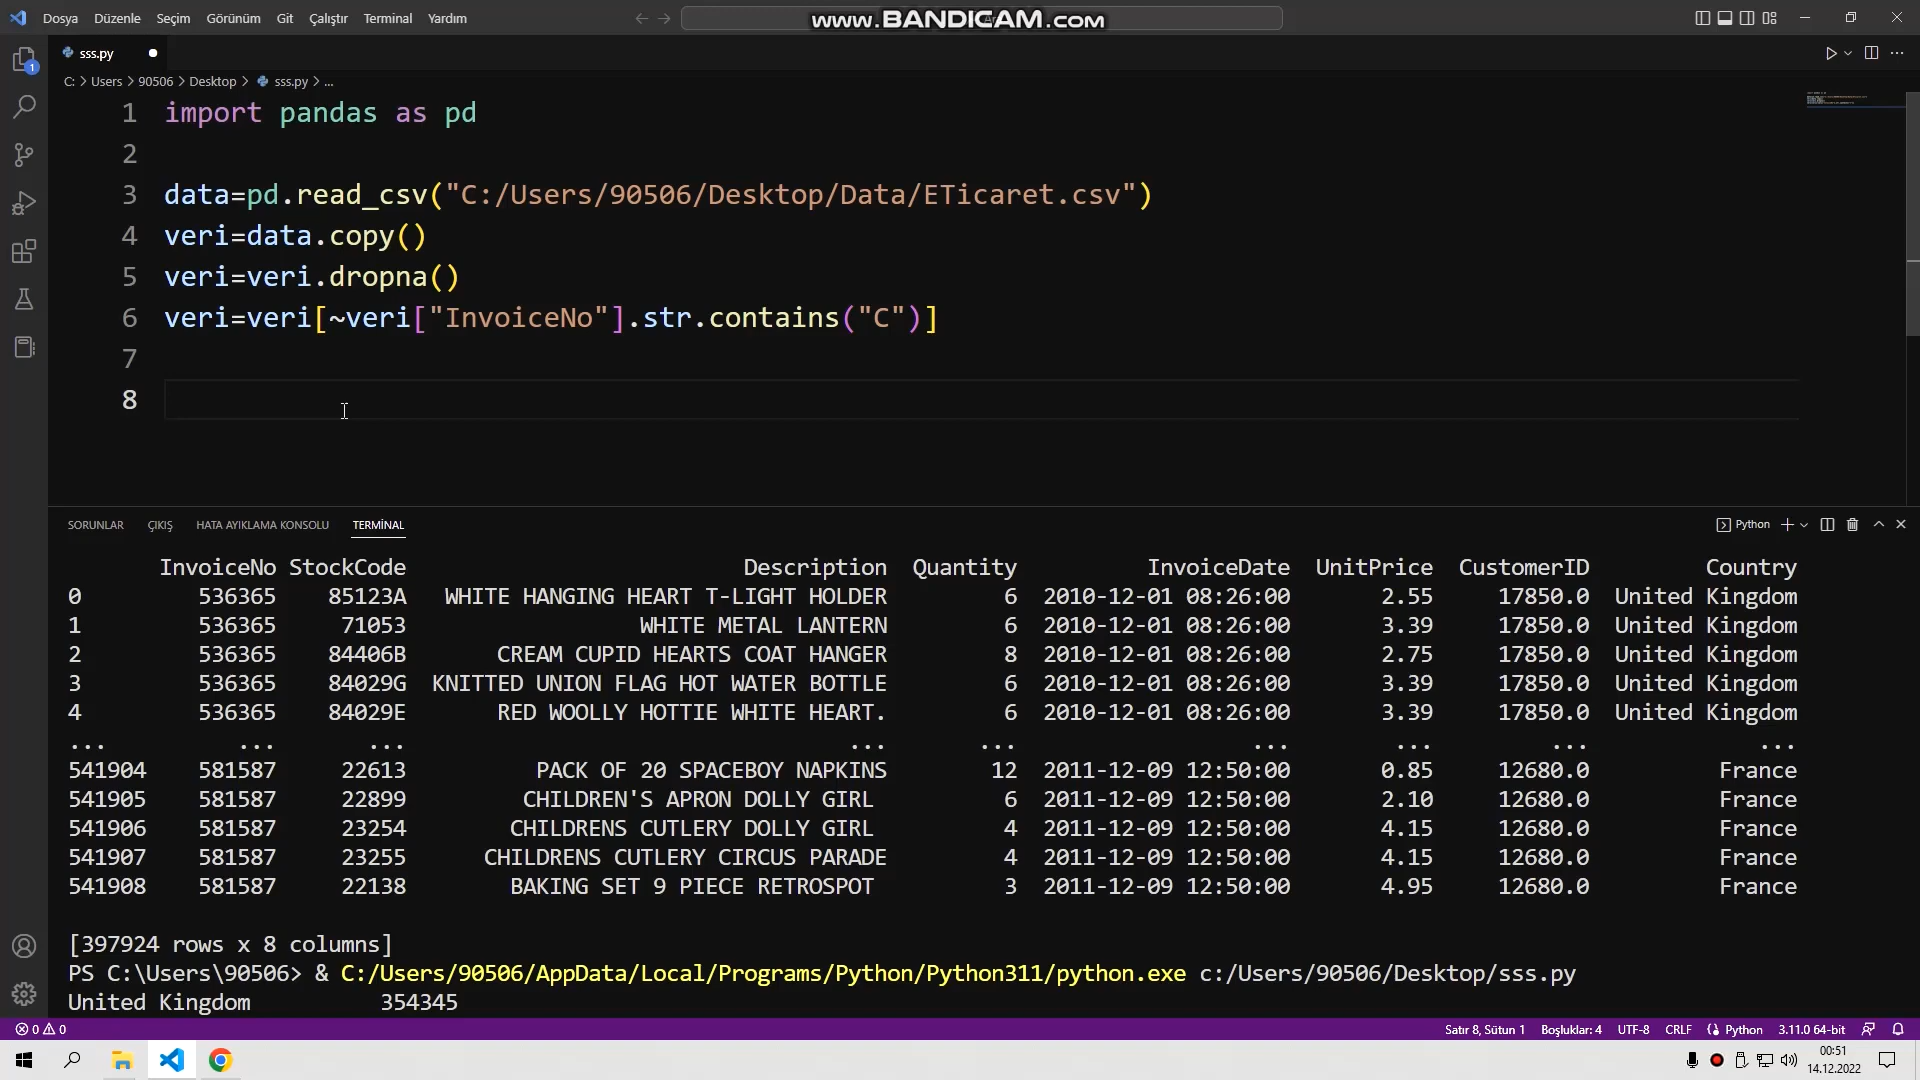 Dosya Düzenle Seçim Görünüm Git Çalıştır Terminal Yardım
www.BANDICAM.com
sss.py
1
C: > Users > 90506 > Desktop > sss.py > ...
1 import pandas as pd
2
3 data=pd.read_csv("C:/Users/90506/Desktop/Data/ETicaret.csv")
4 veri=data.copy()
5 veri=veri.dropna()
6 veri=veri[~veri["InvoiceNo"].str.contains("C")]
7
8
SORUNLAR ÇIKIŞ HATA AYIKLAMA KONSOLU TERMİNAL
Python
InvoiceNo StockCode Description Quantity InvoiceDate UnitPrice CustomerID Country
0 536365 85123A WHITE HANGING HEART T-LIGHT HOLDER 6 2010-12-01 08:26:00 2.55 17850.0 United Kingdom
1 536365 71053 WHITE METAL LANTERN 6 2010-12-01 08:26:00 3.39 17850.0 United Kingdom
2 536365 84406B CREAM CUPID HEARTS COAT HANGER 8 2010-12-01 08:26:00 2.75 17850.0 United Kingdom
3 536365 84029G KNITTED UNION FLAG HOT WATER BOTTLE 6 2010-12-01 08:26:00 3.39 17850.0 United Kingdom
4 536365 84029E RED WOOLLY HOTTIE WHITE HEART. 6 2010-12-01 08:26:00 3.39 17850.0 United Kingdom
... ... ... ... ... ... ... ... ...
541904 581587 22613 PACK OF 20 SPACEBOY NAPKINS 12 2011-12-09 12:50:00 0.85 12680.0 France
541905 581587 22899 CHILDREN'S APRON DOLLY GIRL 6 2011-12-09 12:50:00 2.10 12680.0 France
541906 581587 23254 CHILDRENS CUTLERY DOLLY GIRL 4 2011-12-09 12:50:00 4.15 12680.0 France
541907 581587 23255 CHILDRENS CUTLERY CIRCUS PARADE 4 2011-12-09 12:50:00 4.15 12680.0 France
541908 581587 22138 BAKING SET 9 PIECE RETROSPOT 3 2011-12-09 12:50:00 4.95 12680.0 France
[397924 rows x 8 columns]
PS C:\Users\90506> & C:/Users/90506/AppData/Local/Programs/Python/Python311/python.exe c:/Users/90506/Desktop/sss.py
United Kingdom 354345
0 0 Satır 8, Sütun 1 Boşluklar: 4 UTF-8 CRLF Python 3.11.0 64-bit
00:51
14.12.2022